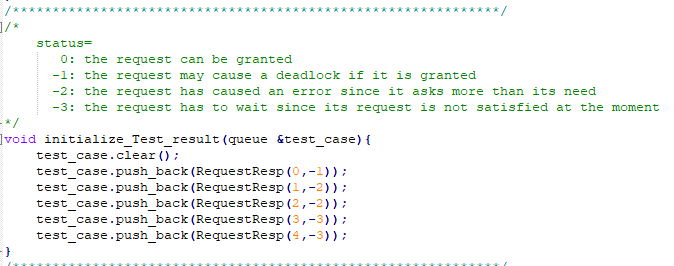 /***************************************************************/
/*
status=
0: the request can be granted
-1: the request may cause a deadlock if it is granted
-2: the request has caused an error since it asks more than its need
-3: the request has to wait since its request is not satisfied at the moment
*/
void initialize_Test_result(queue &test_case){
test_case.clear();
test_case.push_back(RequestResp(0,-1));
test_case.push_back(RequestResp(1,-2));
test_case.push_back(RequestResp(2,-2));
test_case.push_back(RequestResp(3,-3));
test_case.push_back(RequestResp(4,-3));
}
/***************************************************************/